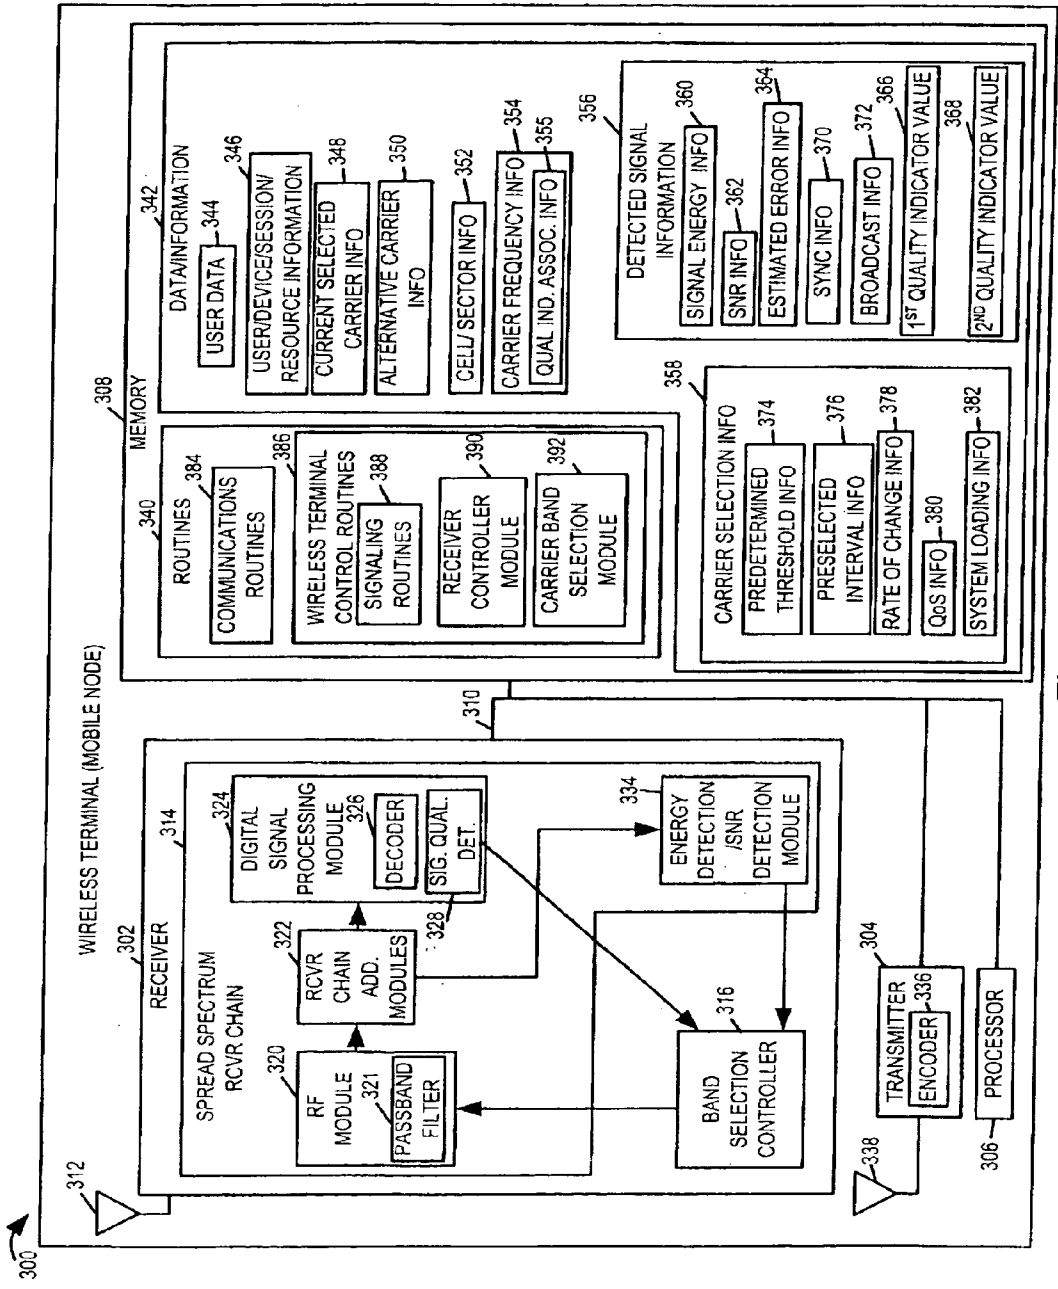 300
WIRELESS TERMINAL (MOBILE NODE)
312
302
RECEIVER
314
SPREAD SPECTRUM
RCVR CHAIN
320
RF
MODULE
321
PASSBAND
FILTER
322
RCVR
CHAIN
ADD.
MODULES
324
DIGITAL
SIGNAL
PROCESSING
MODULE
326
DECODER
SIG. QUAL.
DET.
328
334
ENERGY
DETECTION
/SNR
DETECTION
MODULE
316
BAND
SELECTION
CONTROLLER
310
338
304
TRANSMITTER
336
ENCODER
306
PROCESSOR
308
MEMORY
340
ROUTINES
384
COMMUNICATIONS
ROUTINES
386
WIRELESS TERMINAL
CONTROL ROUTINES
388
SIGNALING
ROUTINES
390
RECEIVER
CONTROLLER
MODULE
392
CARRIER BAND
SELECTION
MODULE
342
DATA/INFORMATION
344
USER DATA
346
USER/DEVICE/SESSION/
RESOURCE INFORMATION
348
CURRENT SELECTED
CARRIER INFO
350
ALTERNATIVE CARRIER
INFO
352
CELL/ SECTOR INFO
354
CARRIER FREQUENCY INFO
355
QUAL IND. ASSOC. INFO
356
DETECTED SIGNAL
INFORMATION
360
SIGNAL ENERGY INFO
362
SNR INFO
364
ESTIMATED ERROR INFO
370
SYNC INFO
372
BROADCAST INFO
366
1ST QUALITY INDICATOR VALUE
368
2ND QUALITY INDICATOR VALUE
358
CARRIER SELECTION INFO
374
PREDETERMINED
THRESHOLD INFO
376
PRESELECTED
INTERVAL INFO
378
RATE OF CHANGE INFO
380
QoS INFO
382
SYSTEM LOADING INFO